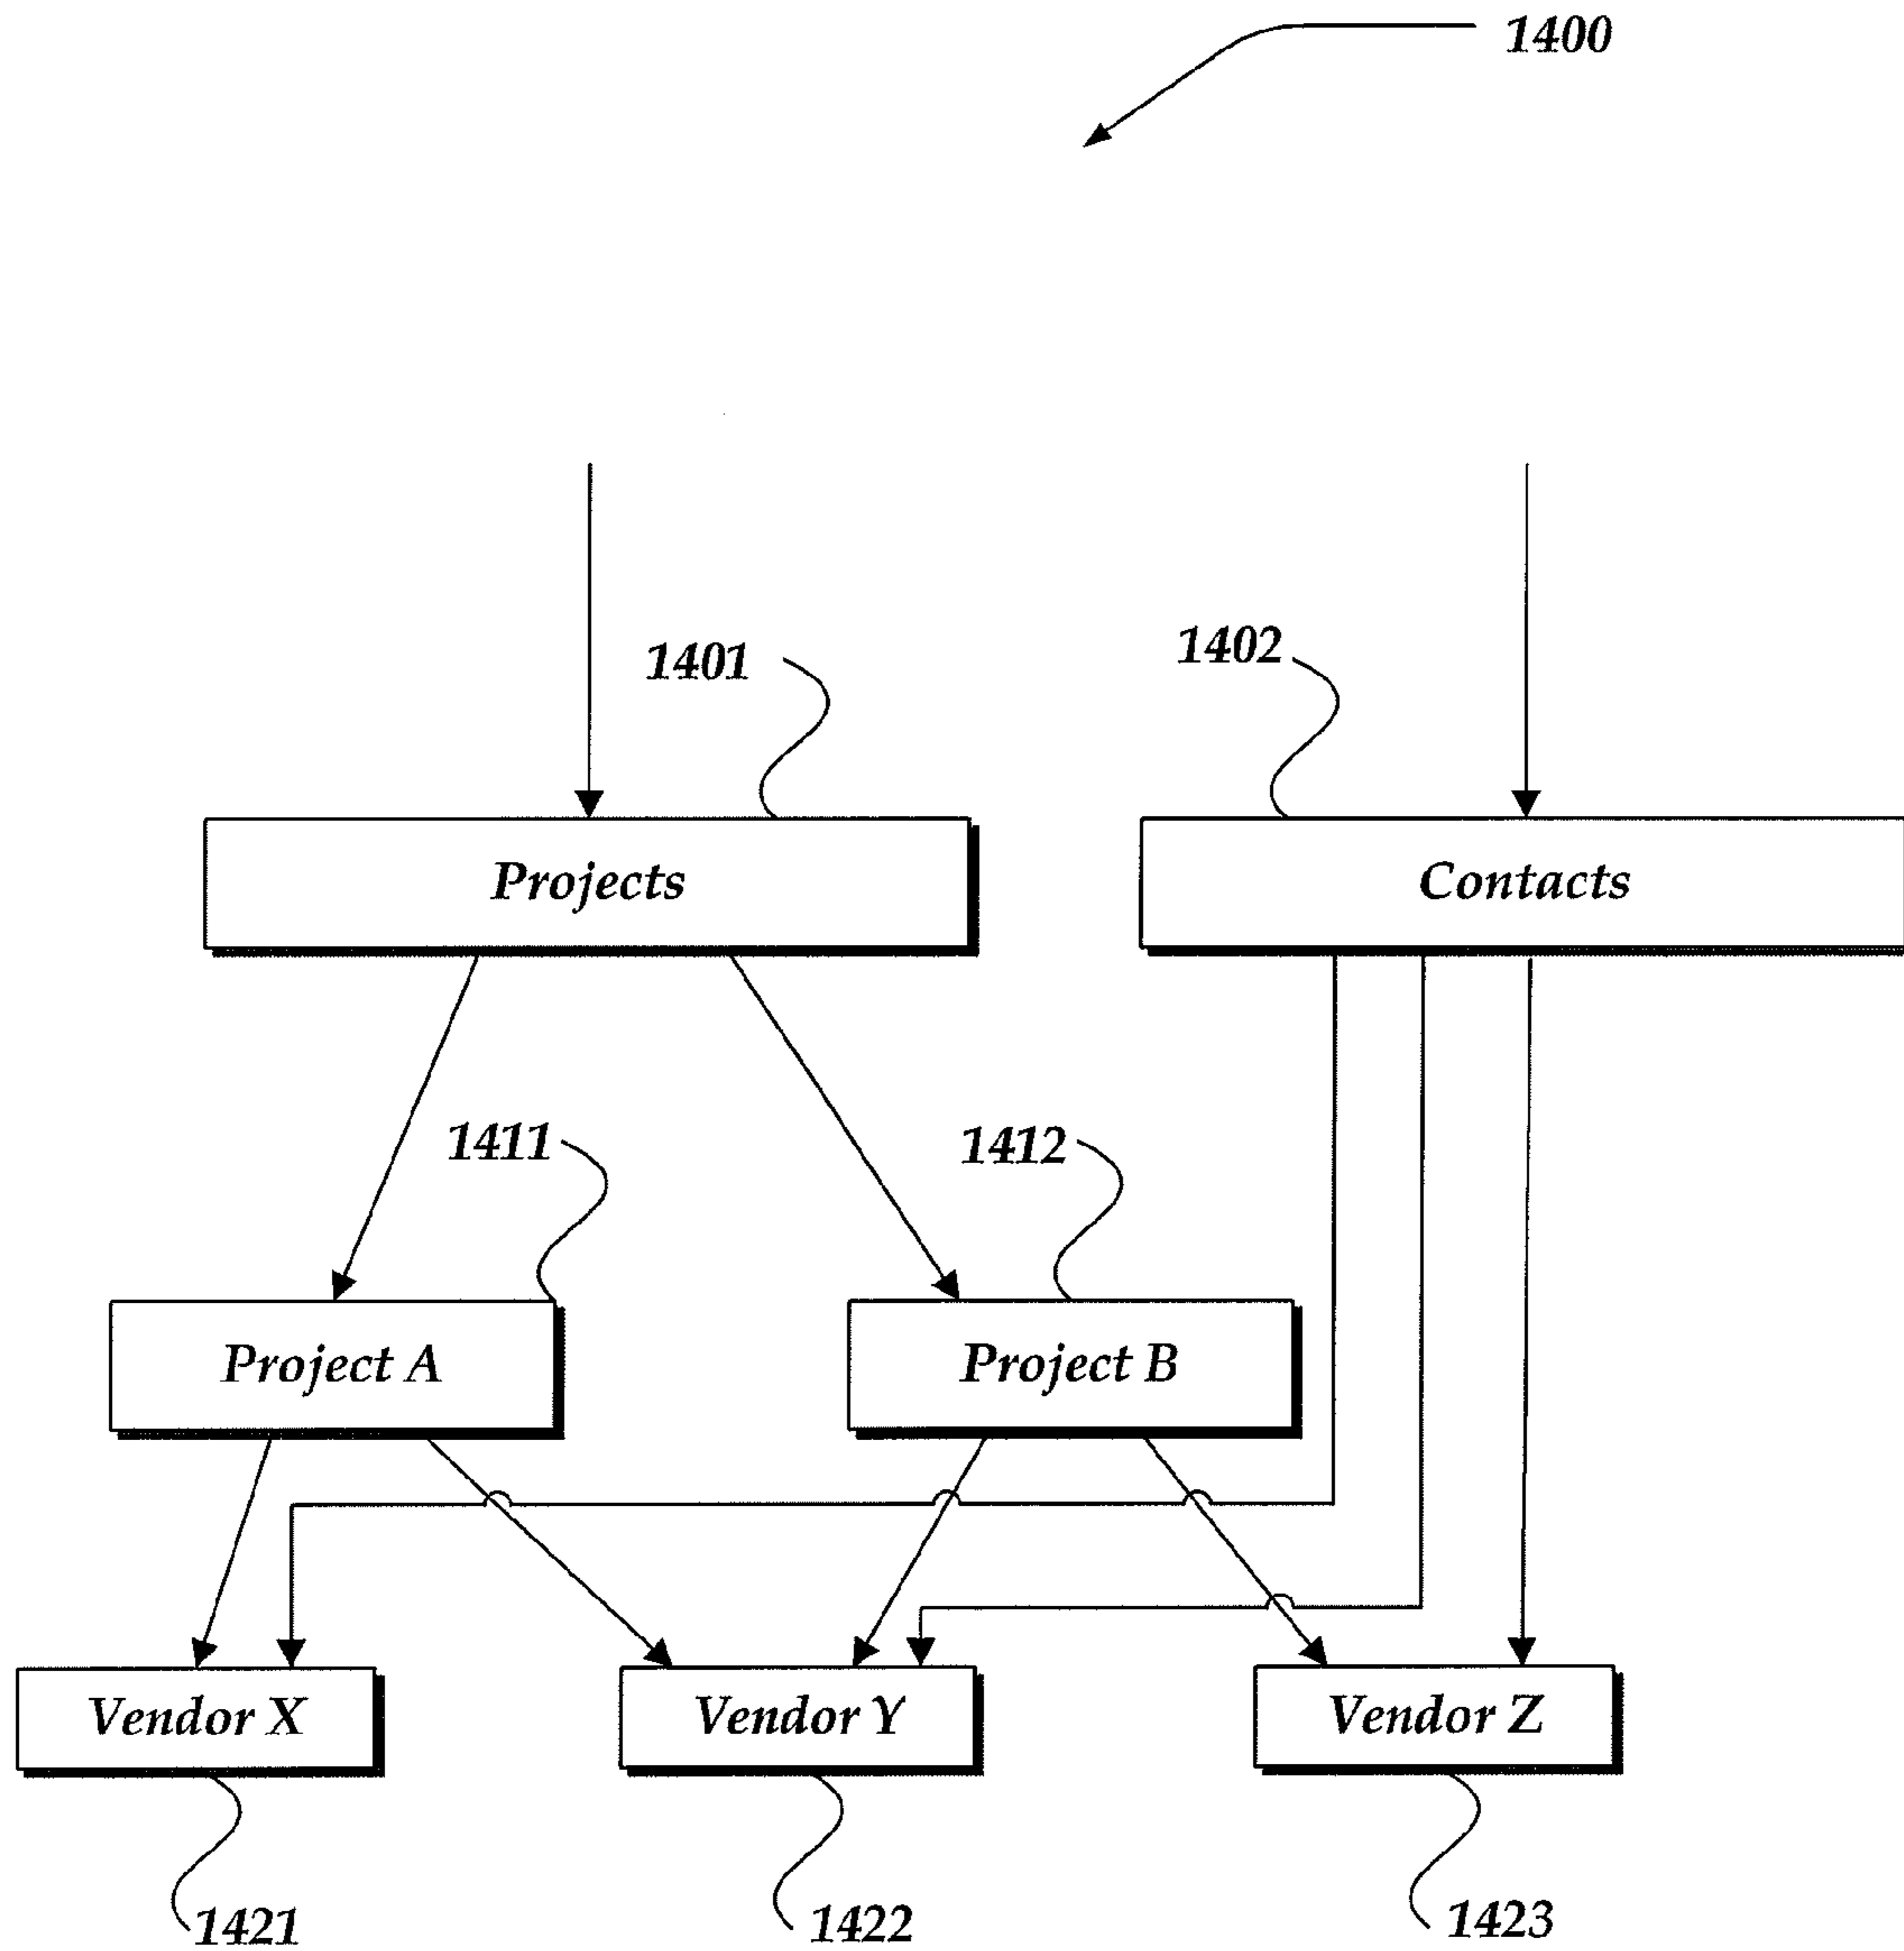 1400
1401
1402
Projects
Contacts
1411
1412
Project A
Project B
Vendor X
Vendor Y
Vendor Z
1421
1422
1423